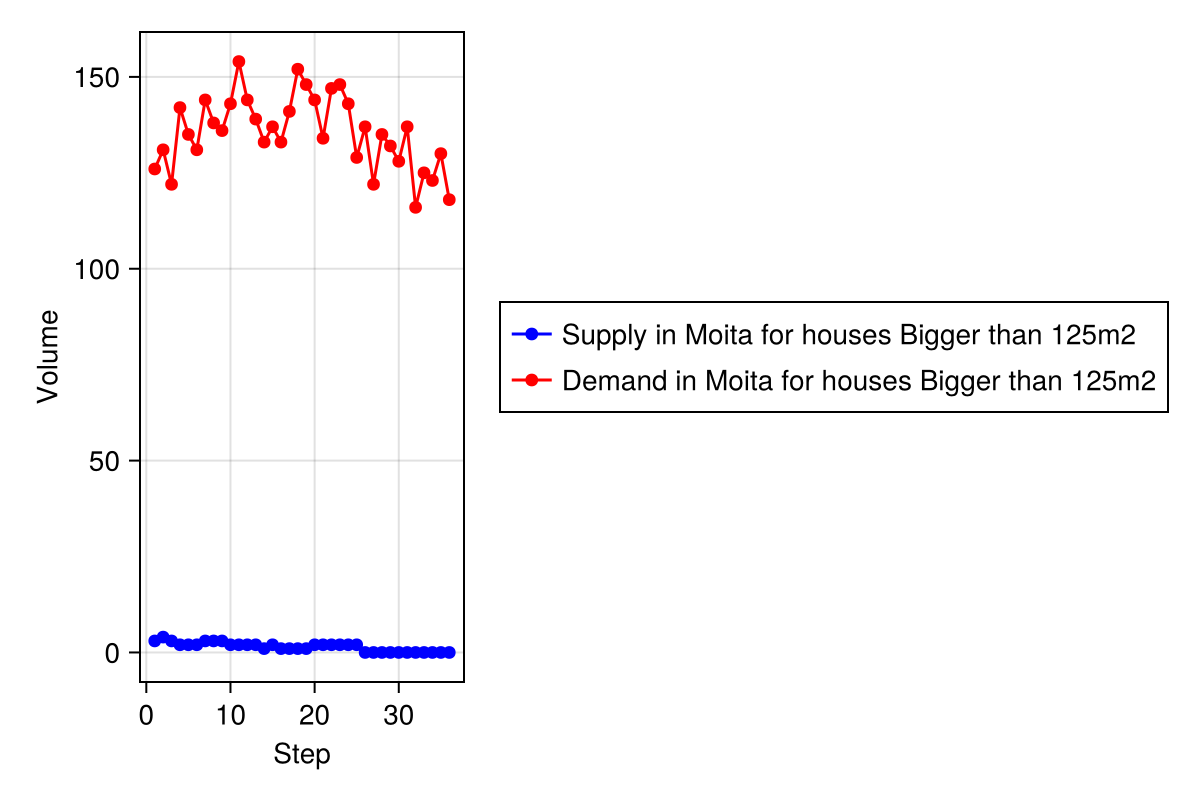 150
100
50
0
Volume
0 10 20 30
Step
Supply in Moita for houses Bigger than 125m2
Demand in Moita for houses Bigger than 125m2